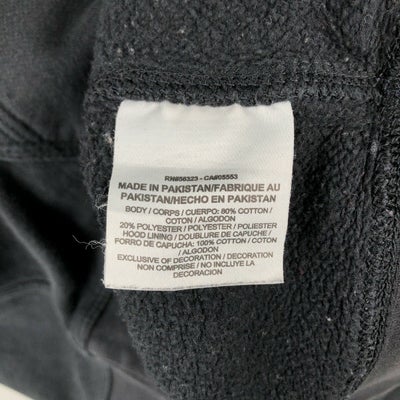 RN#56323 - CA#05553
MADE IN PAKISTAN/FABRIQUE AU
PAKISTAN/HECHO EN PAKISTAN
BODY / CORPS / CUERPO: 80% COTTON /
COTON / ALGODON
20% POLYESTER / POLYESTER / POLIESTER
HOOD LINING / DOUBLURE DE CAPUCHE /
FORRO DE CAPUCHA: 100% COTTON / COTON
/ ALGODON
EXCLUSIVE OF DECORATION / DECORATION
NON COMPRISE / NO INCLUYE LA
DECORACION